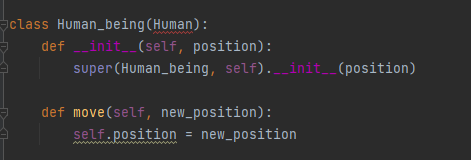 class Human_being(Human):
    def __init__(self, position):
        super(Human_being, self).__init__(position)
    def move(self, new_position):
        self.position = new_position